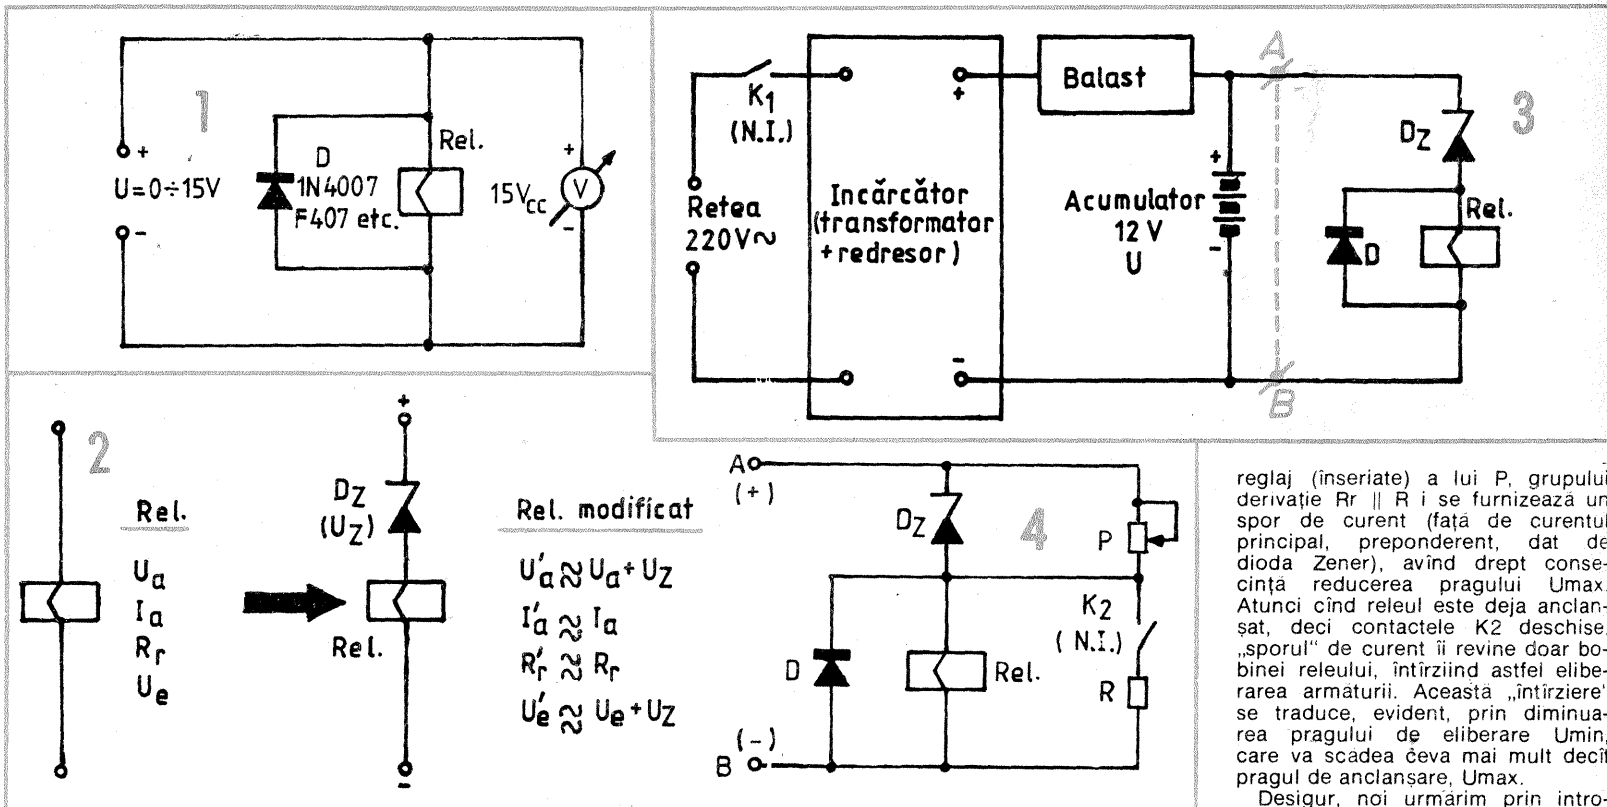 1
+
U=0÷15V
-
D
1N4007
F407 etc.
Rel.
15Vcc
+
V
-
2
Rel.
Ua
Ia
Rr
Ue
+
DZ
(UZ)
Rel.
-
Rel. modificat
U'a ≈ Ua + UZ
I'a ≈ Ia
R'r ≈ Rr
U'e ≈ Ue + UZ
3
K1
(N.I.)
Retea
220V~
Incărcător
(transformator
+redresor)
+
-
Balast
Acumulator
12 V
U
+
-
A
B
DZ
D
Rel.
4
A
(+)
DZ
P
K2
(N.I.)
D
Rel.
R
B
(-)
reglaj (înseriate) a lui P, grupului
derivație Rr || R i se furnizează un
spor de curent (față de curentul
principal, preponderent, dat de
dioda Zener), avînd drept conse-
cință reducerea pragului Umax.
Atunci cînd releul este deja anclan-
șat, deci contactele K2 deschise,
„sporul“ de curent îi revine doar bo-
binei releului, întîrziind astfel elibe-
rarea armăturii. Această „întîrziere“
se traduce, evident, prin diminua-
rea pragului de eliberare Umin,
care va scădea ceva mai mult decît
pragul de anclanșare, Umax.
Desigur, noi urmărim prin intro-